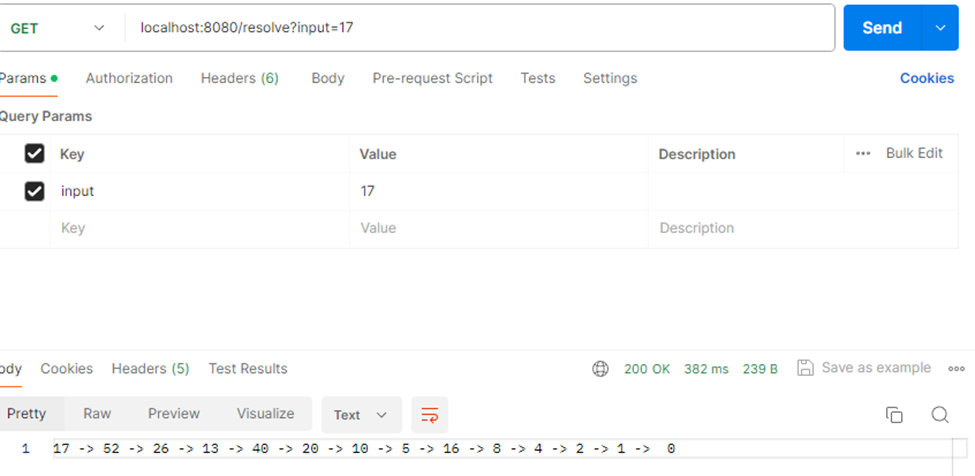 GET localhost:8080/resolve?input=17 Send
Params Authorization Headers (6) Body Pre-request Script Tests Settings Cookies
Query Params
Key Value Description Bulk Edit
input 17
Key Value Description
ody Cookies Headers (5) Test Results 200 OK 382 ms 239 B Save as example
Pretty Raw Preview Visualize Text
1 17 -> 52 -> 26 -> 13 -> 40 -> 20 -> 10 -> 5 -> 16 -> 8 -> 4 -> 2 -> 1 ->  0